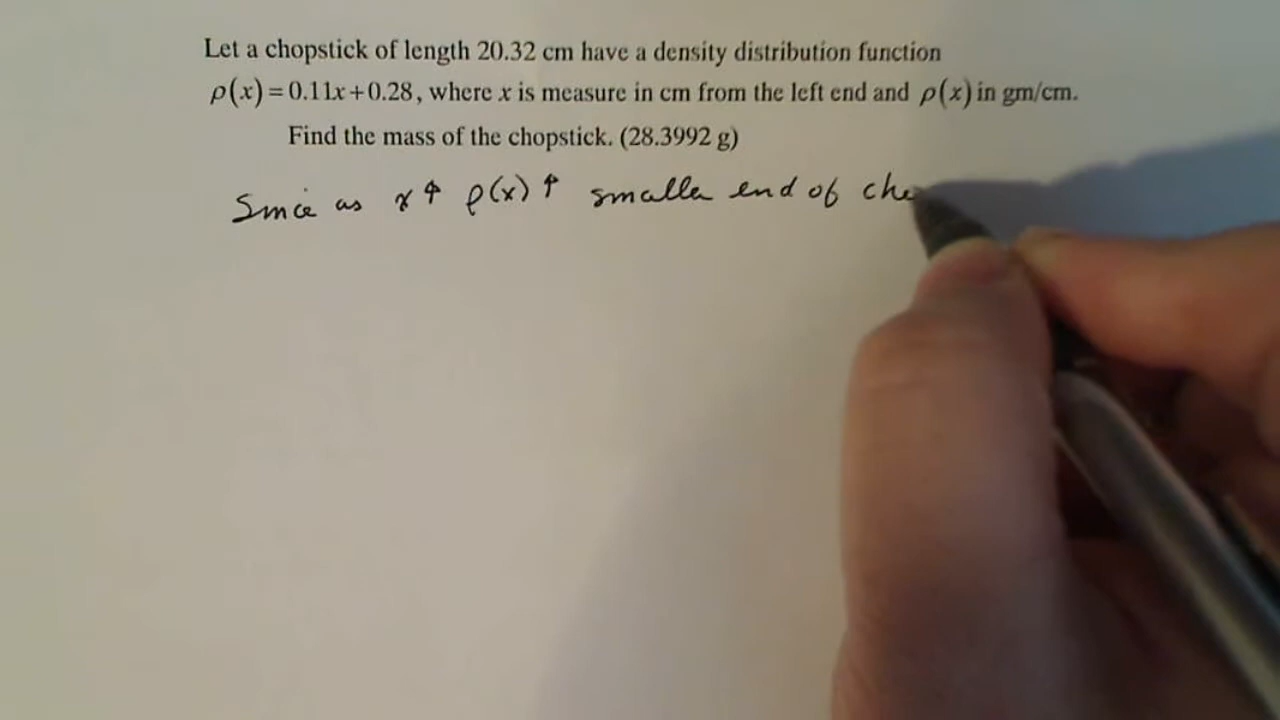 Let a chopstick of length 20.32 cm have a density distribution function
ρ(x) = 0.11x + 0.28, where x is measure in cm from the left end and ρ(x) in gm/cm.
Find the mass of the chopstick. (28.3992 g)
Since as x ↑ ρ(x) ↑ smaller end of cho